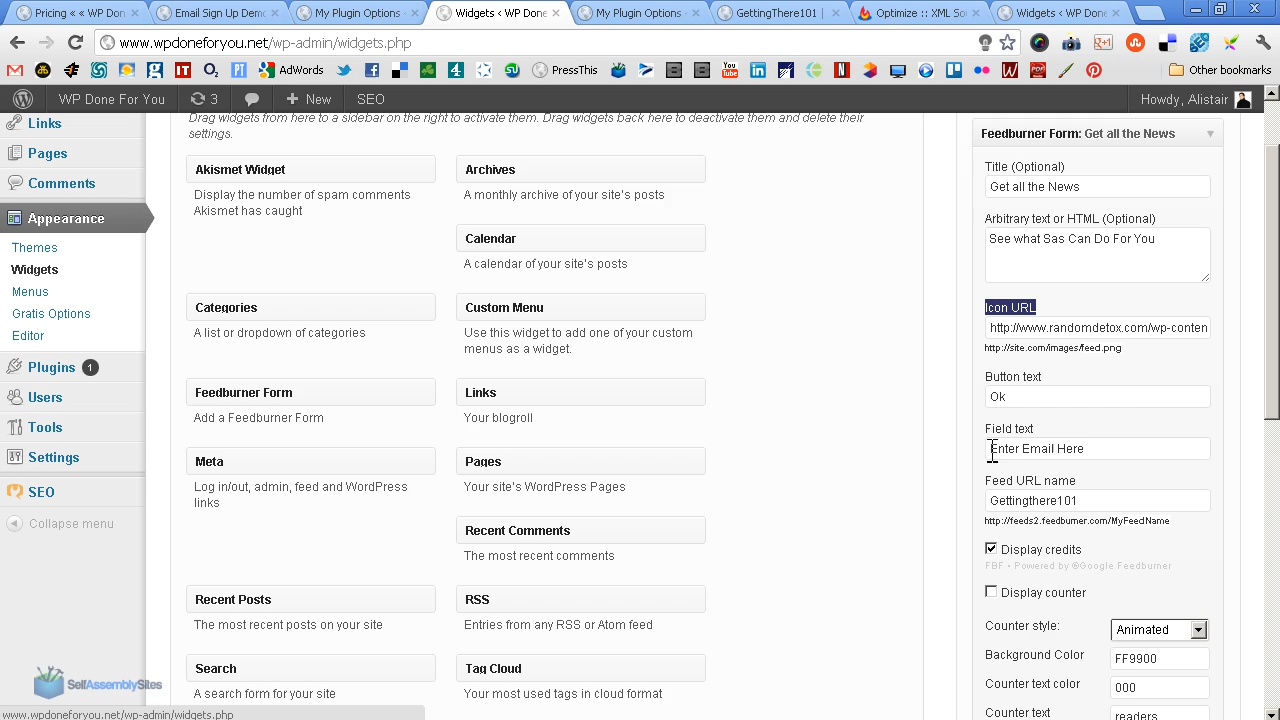 Pricing « « WP Don
Email Sign Up Demo
My Plugin Options ‹
Widgets ‹ WP Done
My Plugin Options ‹
GettingThere101 |
Optimize :: XML So
Widgets ‹ WP Don
www.wpdoneforyou.net/wp-admin/widgets.php
AdWords
PressThis
Other bookmarks
WP Done For You
3
New
SEO
Howdy, Alistair
Links
Pages
Comments
Appearance
Themes
Widgets
Menus
Gratis Options
Editor
Plugins 1
Users
Tools
Settings
SEO
Collapse menu
SelfAssemblySites
www.wpdoneforyou.net/wp-admin/widgets.php
Drag widgets from here to a sidebar on the right to activate them. Drag widgets back here to deactivate them and delete their
settings.
Akismet Widget
Display the number of spam comments
Akismet has caught
Archives
A monthly archive of your site's posts
Calendar
A calendar of your site's posts
Categories
A list or dropdown of categories
Custom Menu
Use this widget to add one of your custom
menus as a widget.
Feedburner Form
Add a Feedburner Form
Links
Your blogroll
Meta
Log in/out, admin, feed and WordPress
links
Pages
Your site's WordPress Pages
Recent Comments
The most recent comments
Recent Posts
The most recent posts on your site
RSS
Entries from any RSS or Atom feed
Search
A search form for your site
Tag Cloud
Your most used tags in cloud format
Feedburner Form: Get all the News
Title (Optional)
Get all the News
Arbitrary text or HTML (Optional)
See what Sas Can Do For You
Icon URL
http://www.randomdetox.com/wp-conten
http://site.com/images/feed.png
Button text
Ok
Field text
Enter Email Here
Feed URL name
Gettingthere101
http://feeds2.feedburner.com/MyFeedName
Display credits
FBF - Powered by ®Google Feedburner
Display counter
Counter style:
Animated
Background Color
FF9900
Counter text color
000
Counter text
readers